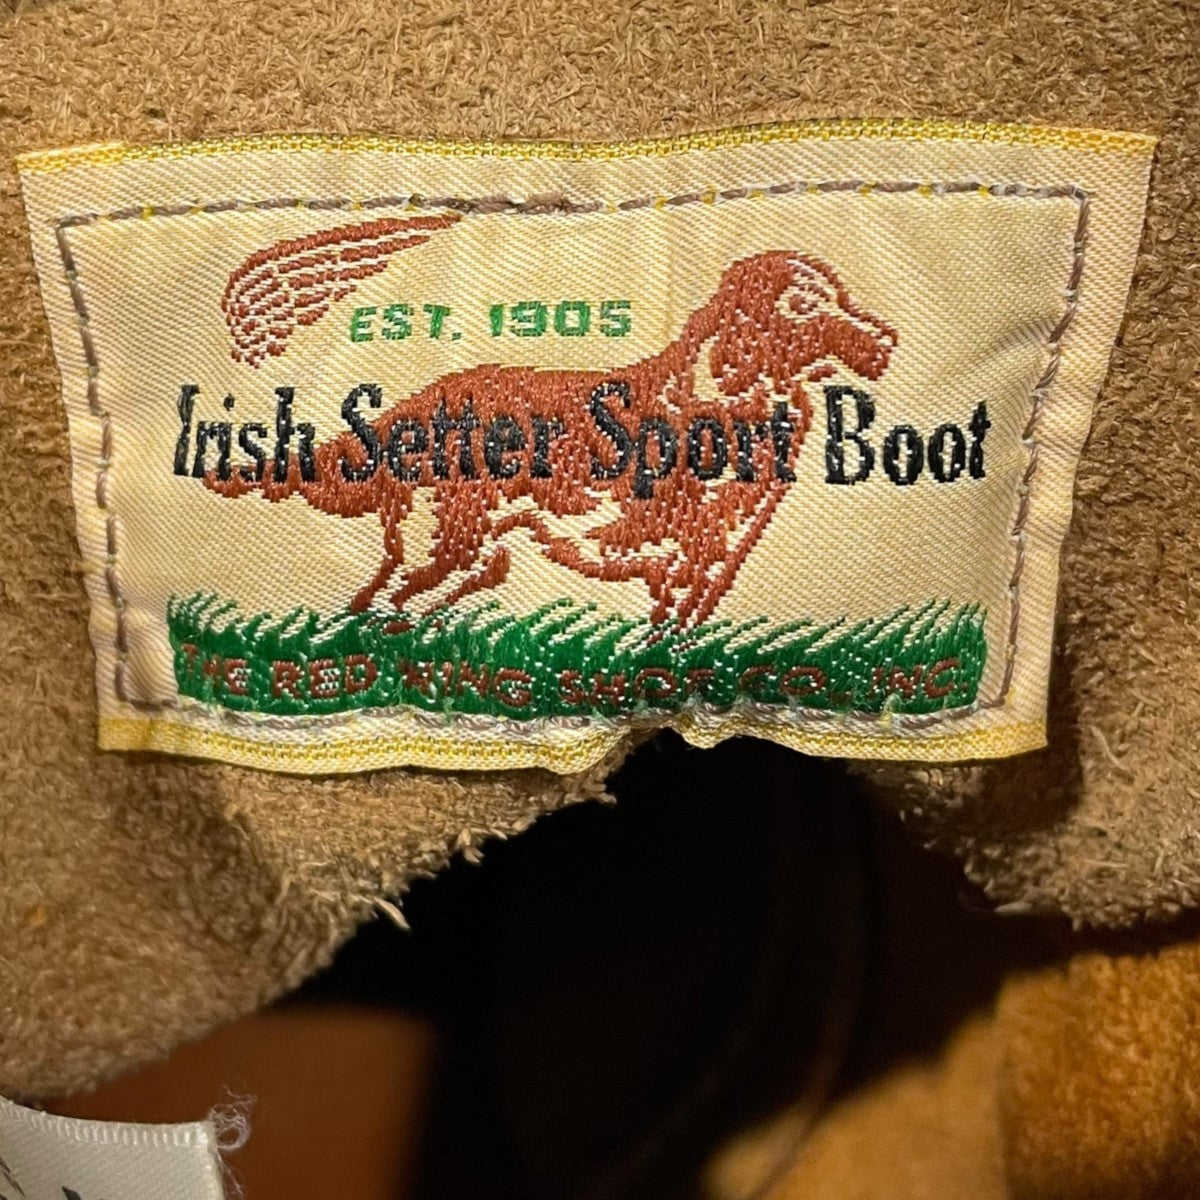 EST. 1905
Irish Setter Sport Boot
THE RED WING SHOE CO., INC.